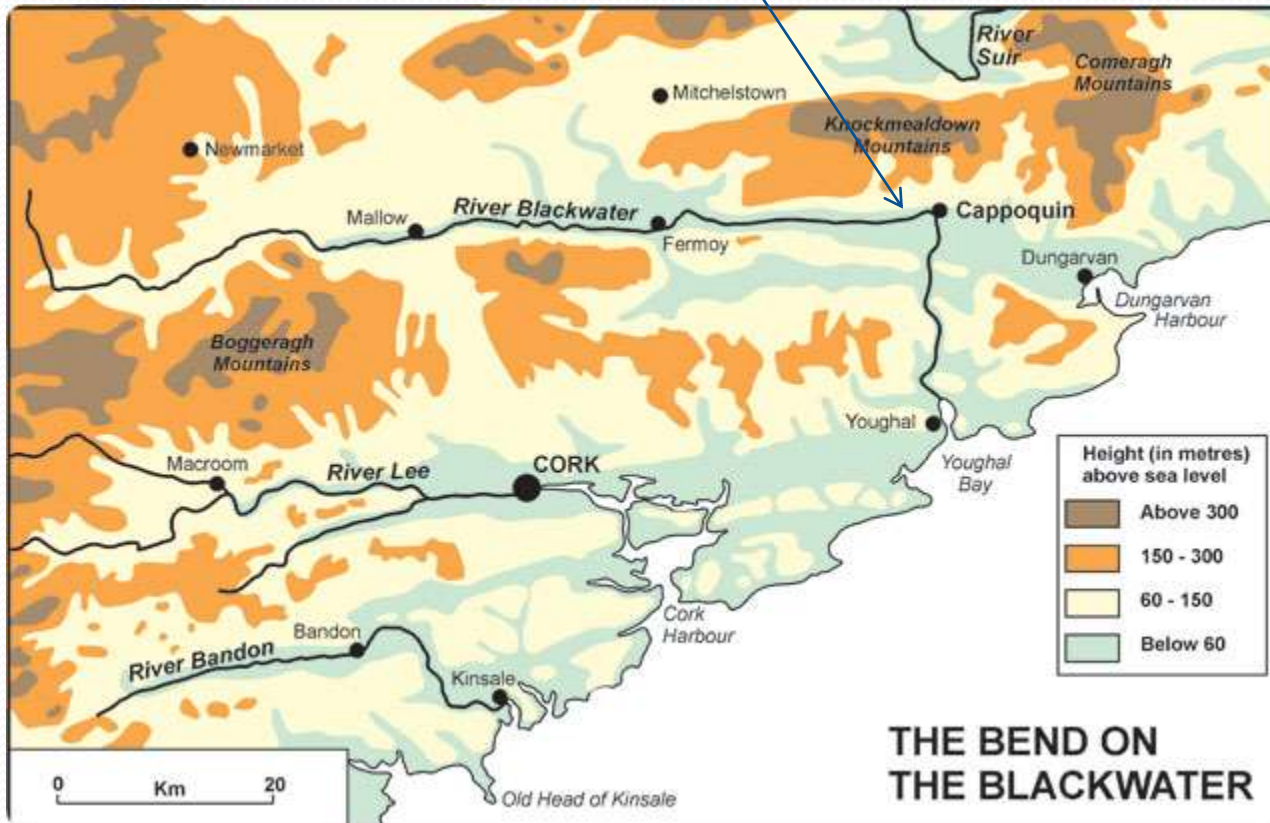 River
Suir
Comeragh
Mountains
Mitchelstown
Knockmealdown
Mountains
Newmarket
River Blackwater
Mallow
Fermoy
Cappoquin
Dungarvan
Dungarvan
Harbour
Boggeragh
Mountains
Youghal
Youghal
Bay
Macroom
River Lee
CORK
Cork
Harbour
Bandon
River Bandon
Kinsale
Old Head of Kinsale
Height (in metres)
above sea level
Above 300
150 - 300
60 - 150
Below 60
0 20
Km
THE BEND ON
THE BLACKWATER